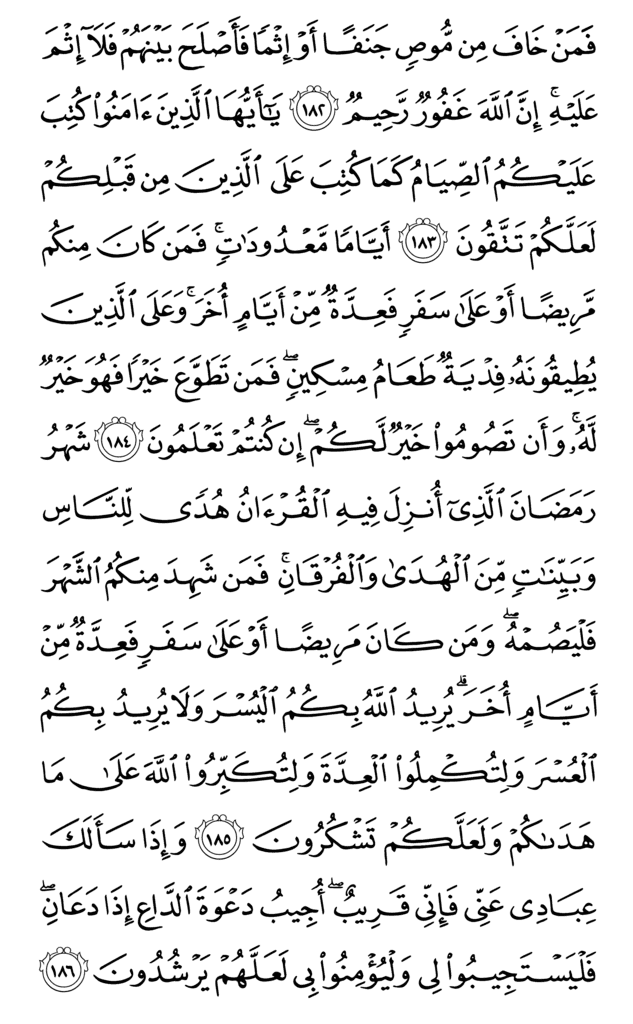 فَمَنْ خَافَ مِن مُّوصٍ جَنَفًا أَوْ إِثْمًا فَأَصْلَحَ بَيْنَهُمْ فَلَآ إِثْمَ
عَلَيْهِ ۚ إِنَّ ٱللَّهَ غَفُورٌ رَّحِيمٌ ١٨٢ يَـٰٓأَيُّهَا ٱلَّذِينَ ءَامَنُوا۟ كُتِبَ
عَلَيْكُمُ ٱلصِّيَامُ كَمَا كُتِبَ عَلَى ٱلَّذِينَ مِن قَبْلِكُمْ
لَعَلَّكُمْ تَتَّقُونَ ١٨٣ أَيَّامًا مَّعْدُودَٰتٍ ۚ فَمَن كَانَ مِنكُم
مَّرِيضًا أَوْ عَلَىٰ سَفَرٍ فَعِدَّةٌ مِّنْ أَيَّامٍ أُخَرَ ۚ وَعَلَى ٱلَّذِينَ
يُطِيقُونَهُۥ فِدْيَةٌ طَعَامُ مِسْكِينٍ ۖ فَمَن تَطَوَّعَ خَيْرًا فَهُوَ خَيْرٌ
لَّهُۥ ۚ وَأَن تَصُومُوا۟ خَيْرٌ لَّكُمْ ۖ إِن كُنتُمْ تَعْلَمُونَ ١٨٤ شَهْرُ
رَمَضَانَ ٱلَّذِىٓ أُنزِلَ فِيهِ ٱلْقُرْءَانُ هُدًى لِّلنَّاسِ
وَبَيِّنَـٰتٍ مِّنَ ٱلْهُدَىٰ وَٱلْفُرْقَانِ ۚ فَمَن شَهِدَ مِنكُمُ ٱلشَّهْرَ
فَلْيَصُمْهُ ۖ وَمَن كَانَ مَرِيضًا أَوْ عَلَىٰ سَفَرٍ فَعِدَّةٌ مِّنْ
أَيَّامٍ أُخَرَ ۗ يُرِيدُ ٱللَّهُ بِكُمُ ٱلْيُسْرَ وَلَا يُرِيدُ بِكُمُ
ٱلْعُسْرَ وَلِتُكْمِلُوا۟ ٱلْعِدَّةَ وَلِتُكَبِّرُوا۟ ٱللَّهَ عَلَىٰ مَا
هَدَىٰكُمْ وَلَعَلَّكُمْ تَشْكُرُونَ ١٨٥ وَإِذَا سَأَلَكَ
عِبَادِى عَنِّى فَإِنِّى قَرِيبٌ ۖ أُجِيبُ دَعْوَةَ ٱلدَّاعِ إِذَا دَعَانِ ۖ
فَلْيَسْتَجِيبُوا۟ لِى وَلْيُؤْمِنُوا۟ بِى لَعَلَّهُمْ يَرْشُدُونَ ١٨٦